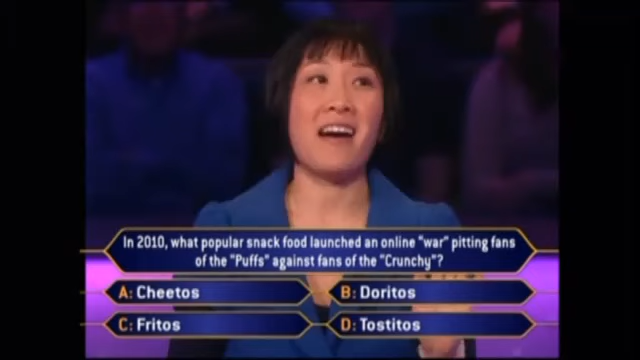 In 2010, what popular snack food launched an online "war" pitting fans
of the "Puffs" against fans of the "Crunchy"?
A: Cheetos
B: Doritos
C: Fritos
D: Tostitos